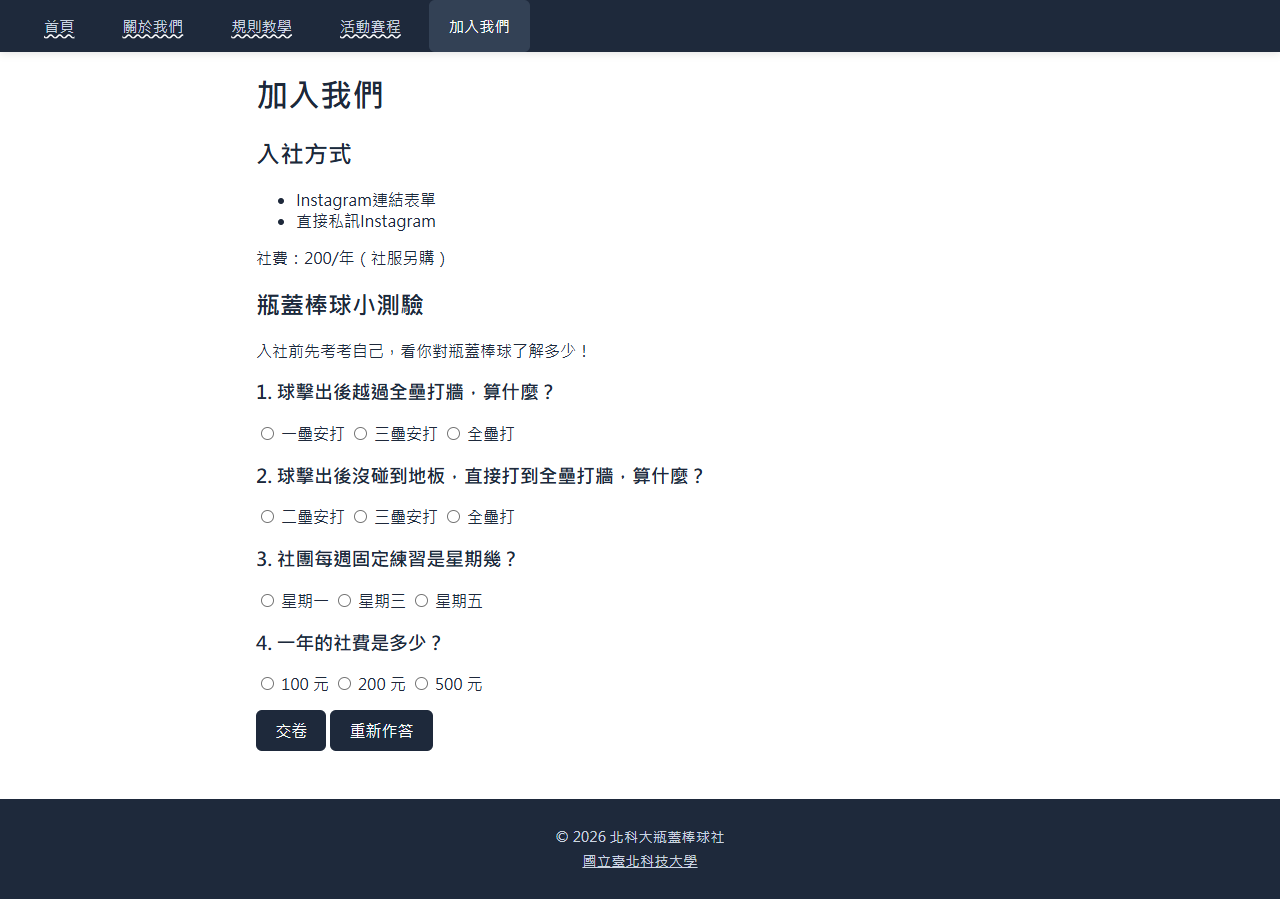 首頁 關於我們 規則教學 活動賽程 加入我們
加入我們
入社方式
Instagram連結表單
直接私訊Instagram
社費：200/年（社服另購）
瓶蓋棒球小測驗
入社前先考考自己，看你對瓶蓋棒球了解多少！
1. 球擊出後越過全壘打牆，算什麼？
一壘安打 三壘安打 全壘打
2. 球擊出後沒碰到地板，直接打到全壘打牆，算什麼？
二壘安打 三壘安打 全壘打
3. 社團每週固定練習是星期幾？
星期一 星期三 星期五
4. 一年的社費是多少？
100 元 200 元 500 元
交卷 重新作答
© 2026 北科大瓶蓋棒球社
國立臺北科技大學